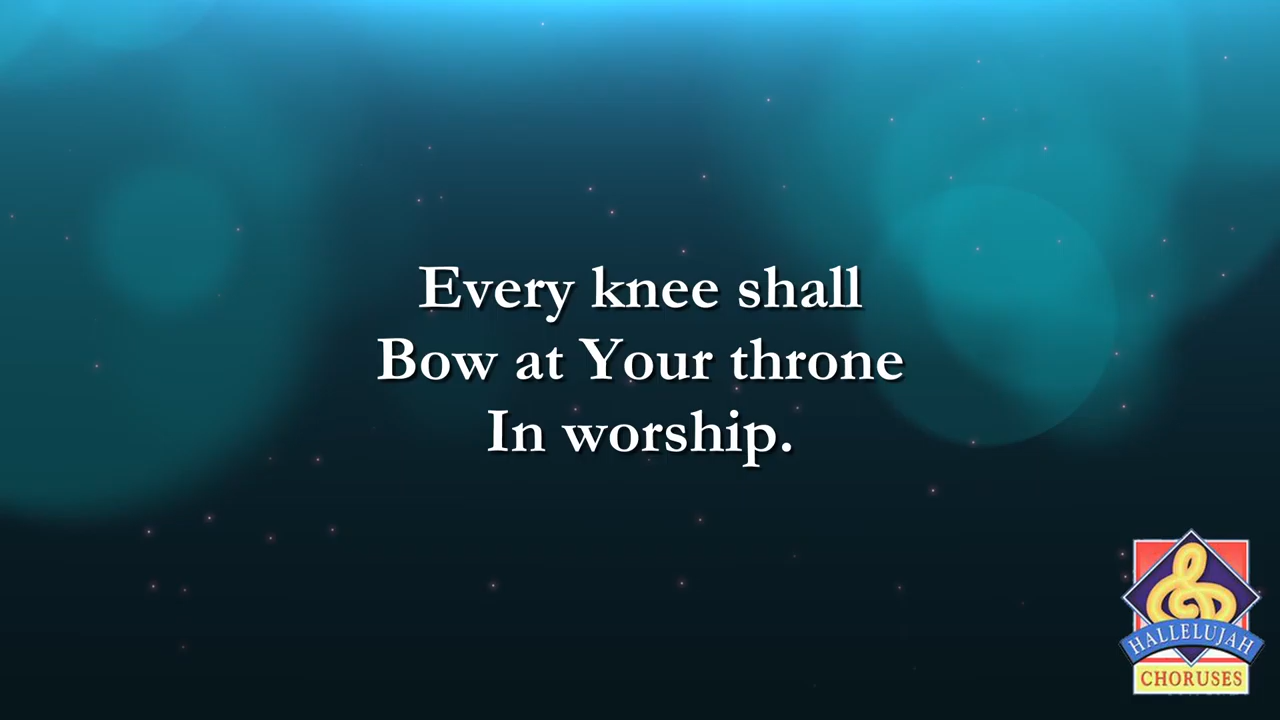 Every knee shall
Bow at Your throne
In worship.
HALLELUJAH
CHORUSES